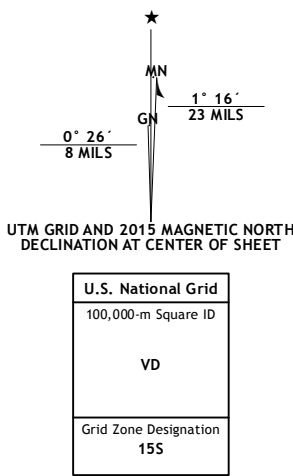 ★
MN
GN
1° 16´
23 MILS
0° 26´
8 MILS
UTM GRID AND 2015 MAGNETIC NORTH
DECLINATION AT CENTER OF SHEET
U.S. National Grid
100,000-m Square ID
VD
Grid Zone Designation
15S